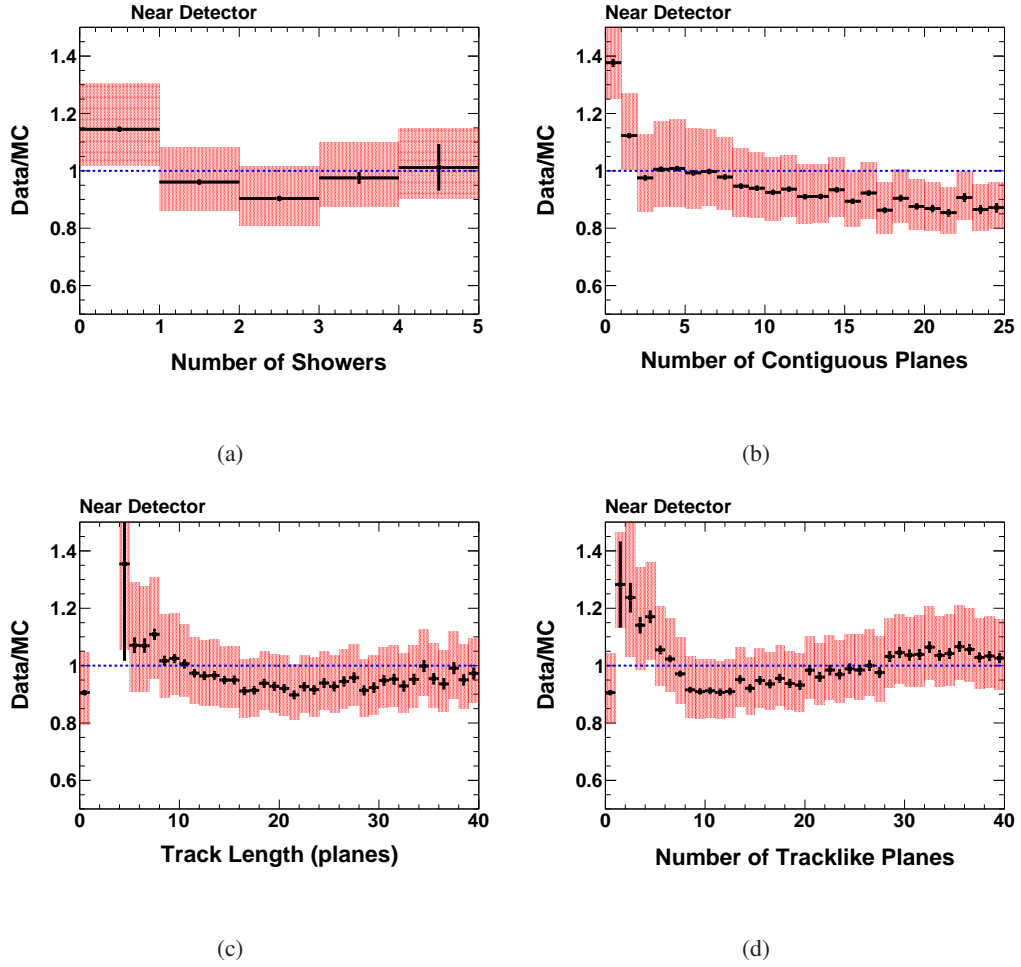 Near Detector
Data/MC
1.4
1.2
1
0.8
0.6
0 1 2 3 4 5
Number of Showers
(a)
Near Detector
Data/MC
1.4
1.2
1
0.8
0.6
0 5 10 15 20 25
Number of Contiguous Planes
(b)
Near Detector
Data/MC
1.4
1.2
1
0.8
0.6
0 10 20 30 40
Track Length (planes)
(c)
Near Detector
Data/MC
1.4
1.2
1
0.8
0.6
0 10 20 30 40
Number of Tracklike Planes
(d)